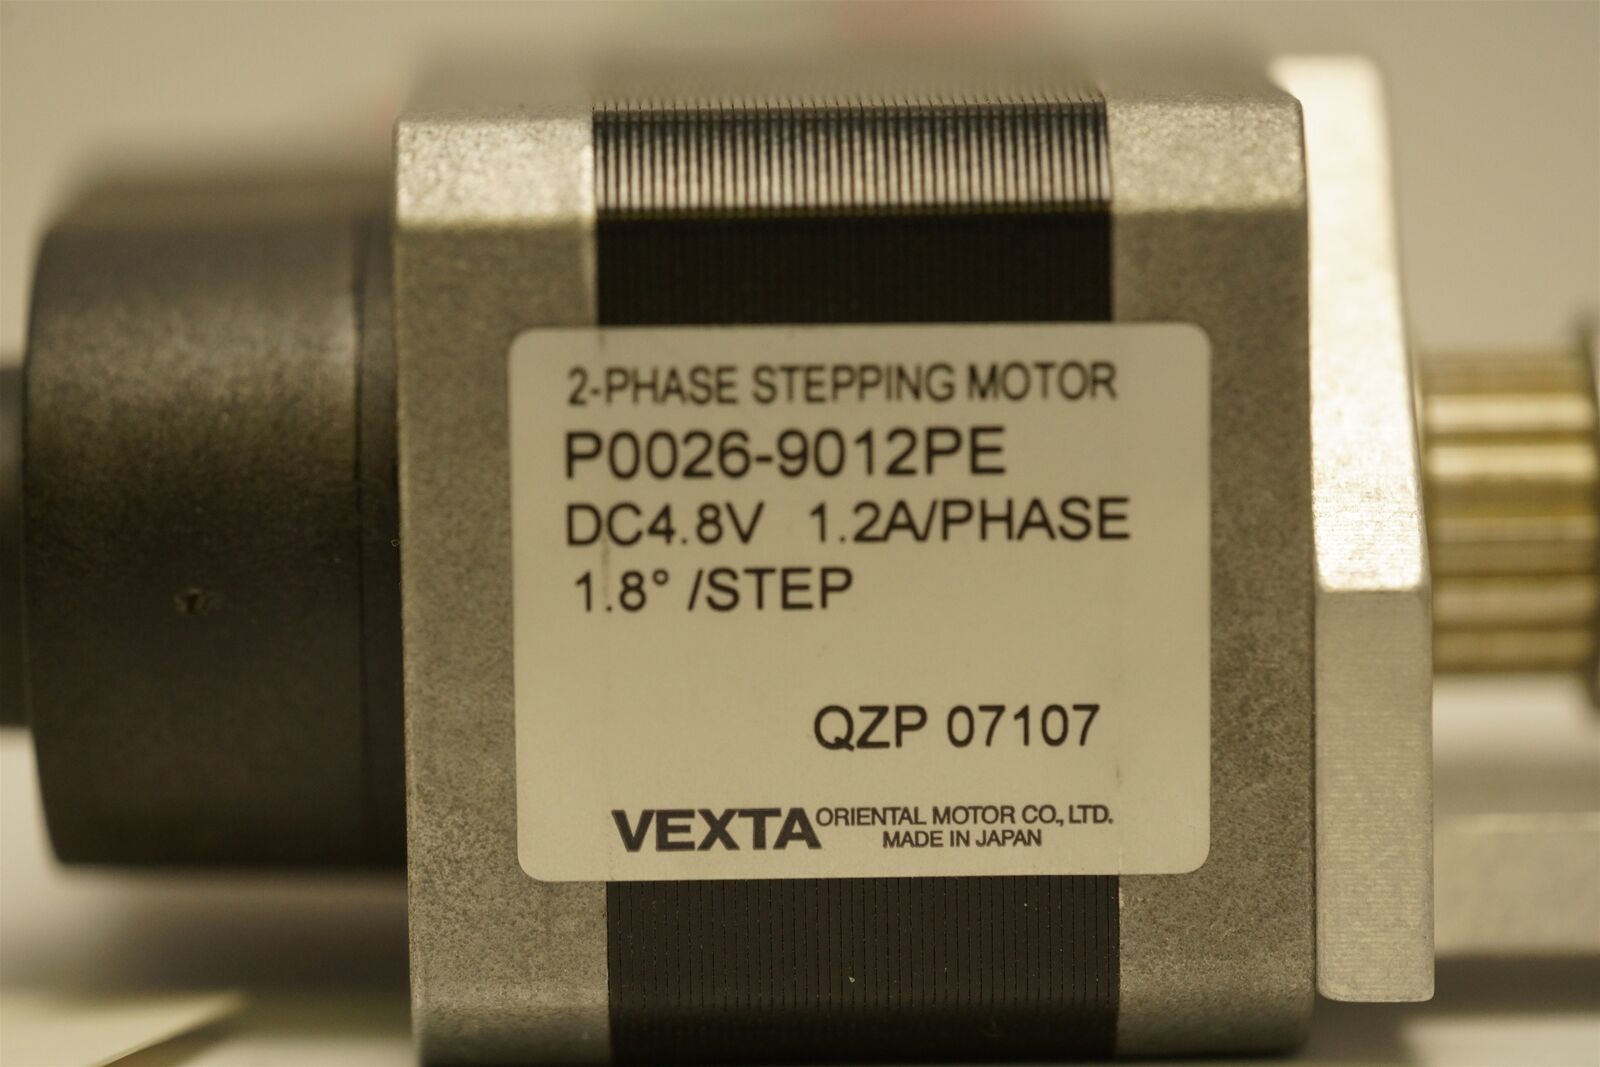 2-PHASE STEPPING MOTOR
P0026-9012PE
DC4.8V 1.2A/PHASE
1.8° /STEP
QZP 07107
VEXTA ORIENTAL MOTOR CO., LTD.
MADE IN JAPAN